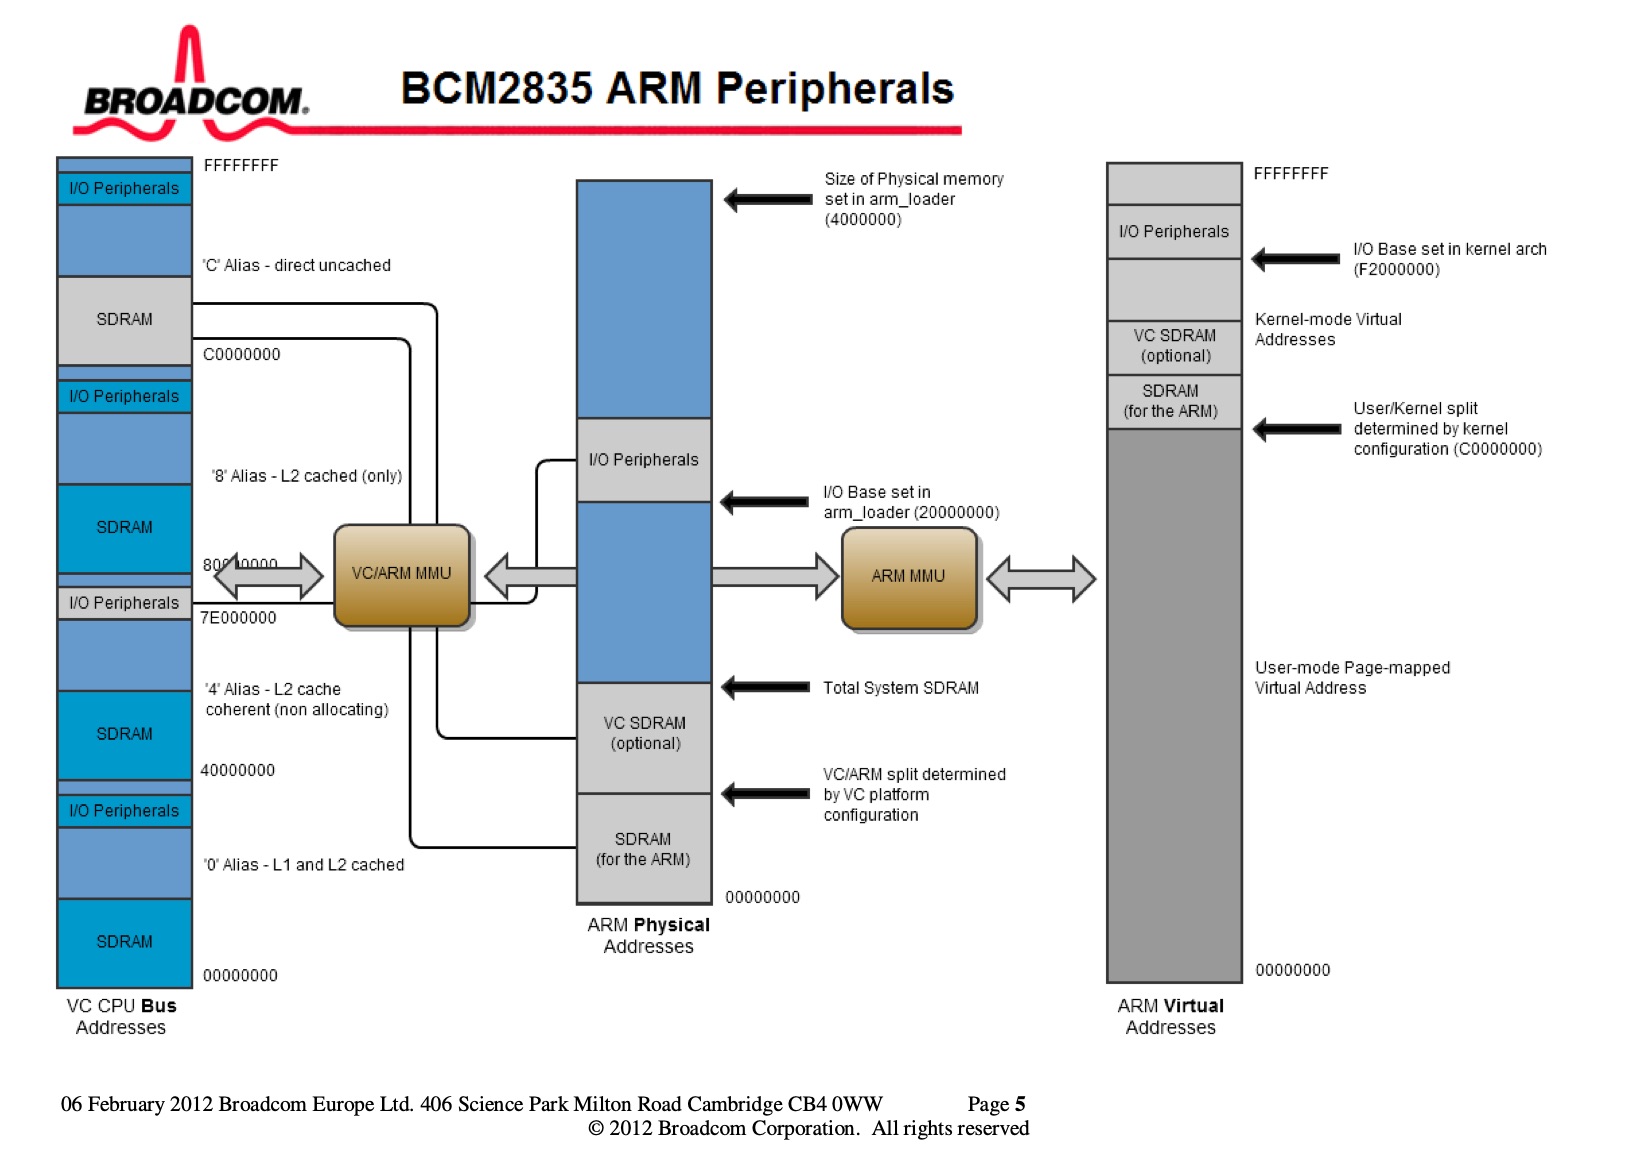 BROADCOM.
BCM2835 ARM Peripherals
FFFFFFFF
I/O Peripherals
'C' Alias - direct uncached
SDRAM
C0000000
I/O Peripherals
'8' Alias - L2 cached (only)
SDRAM
80000000
I/O Peripherals
7E000000
'4' Alias - L2 cache
coherent (non allocating)
SDRAM
40000000
I/O Peripherals
'0' Alias - L1 and L2 cached
SDRAM
00000000
VC CPU Bus
Addresses
VC/ARM MMU
Size of Physical memory
set in arm_loader
(4000000)
I/O Peripherals
I/O Base set in
arm_loader (20000000)
Total System SDRAM
VC SDRAM
(optional)
VC/ARM split determined
by VC platform
configuration
SDRAM
(for the ARM)
00000000
ARM Physical
Addresses
ARM MMU
FFFFFFFF
I/O Peripherals
I/O Base set in kernel arch
(F2000000)
Kernel-mode Virtual
Addresses
VC SDRAM
(optional)
SDRAM
(for the ARM)
User/Kernel split
determined by kernel
configuration (C0000000)
User-mode Page-mapped
Virtual Address
00000000
ARM Virtual
Addresses
06 February 2012 Broadcom Europe Ltd. 406 Science Park Milton Road Cambridge CB4 0WW Page 5
© 2012 Broadcom Corporation. All rights reserved